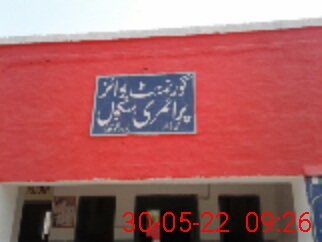 گورنمنٹ بوائز
پرائمری سکول
30-05-22 09:26